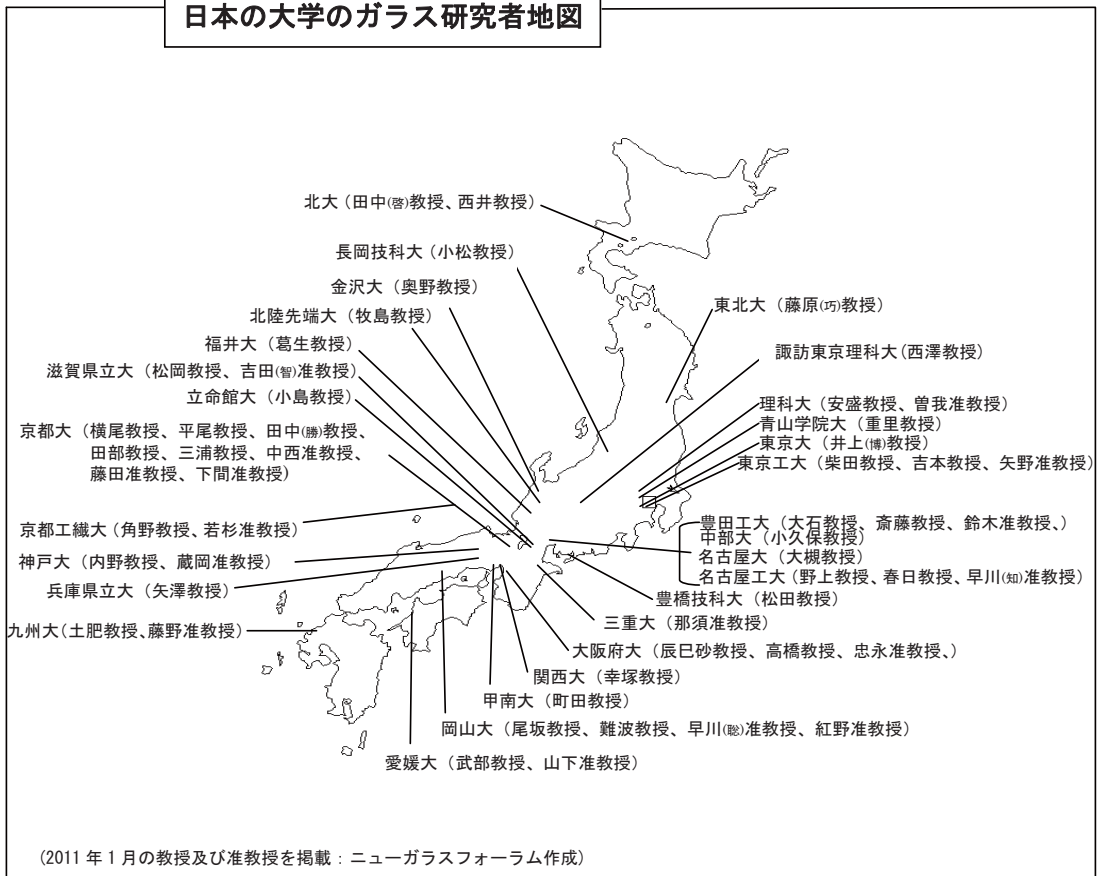 日本の大学のガラス研究者地図
北大（田中(啓)教授、西井教授）
長岡技科大（小松教授）
金沢大（奥野教授）
北陸先端大（牧島教授）
福井大（葛生教授）
滋賀県立大（松岡教授、吉田(智)准教授）
立命館大（小島教授）
京都大（横尾教授、平尾教授、田中(勝)教授、
田部教授、三浦教授、中西准教授、
藤田准教授、下間准教授)
京都工繊大（角野教授、若杉准教授）
神戸大（内野教授、蔵岡准教授）
兵庫県立大（矢澤教授）
九州大（土肥教授、藤野准教授）
東北大（藤原(巧)教授）
諏訪東京理科大（西澤教授）
理科大（安盛教授、曽我准教授）
青山学院大（重里教授）
東京大（井上(博)教授）
東京工大（柴田教授、吉本教授、矢野准教授）
豊田工大（大石教授、斎藤教授、鈴木准教授、）
中部大（小久保教授）
名古屋大（大槻教授）
名古屋工大（野上教授、春日教授、早川(知)准教授）
豊橋技科大（松田教授）
三重大（那須准教授）
大阪府大（辰巳砂教授、高橋教授、忠永准教授、）
関西大（幸塚教授）
甲南大（町田教授）
岡山大（尾坂教授、難波教授、早川(聡)准教授、紅野准教授）
愛媛大（武部教授、山下准教授）
(2011 年 1 月の教授及び准教授を掲載：ニューガラスフォーラム作成)